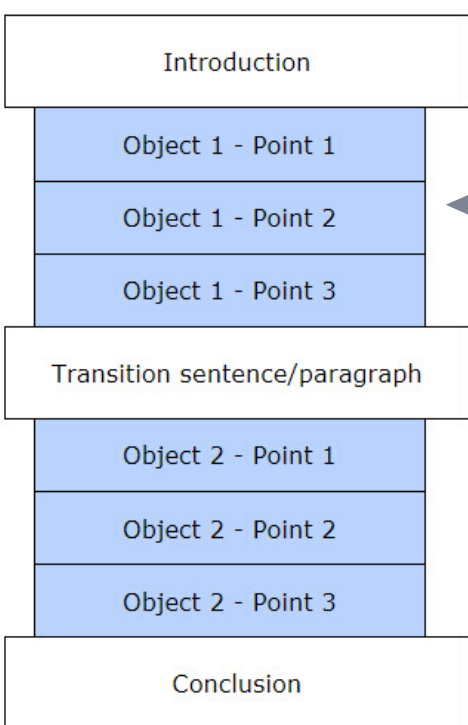 Introduction
Object 1 - Point 1
Object 1 - Point 2
Object 1 - Point 3
Transition sentence/paragraph
Object 2 - Point 1
Object 2 - Point 2
Object 2 - Point 3
Conclusion